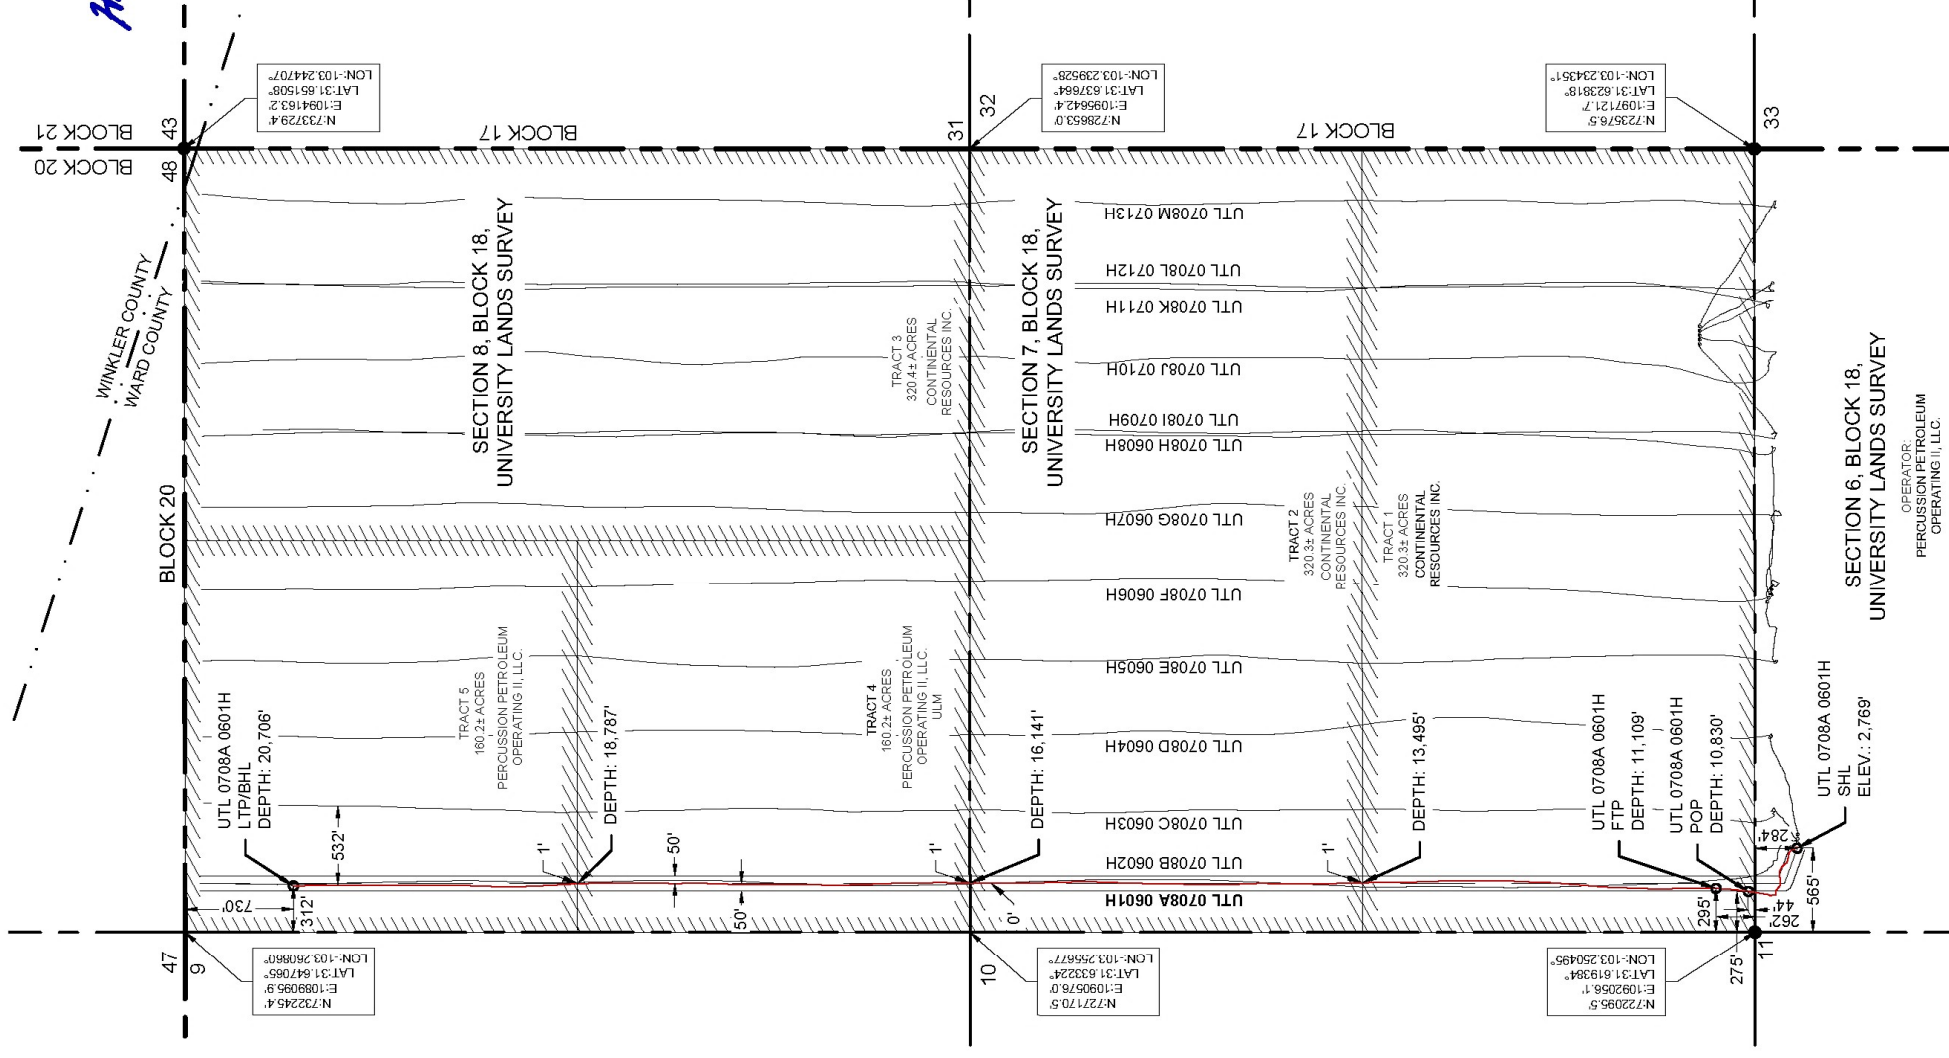 BLOCK 21
BLOCK 20
43
48
N:733729.4'
E:1094163.2'
LAT:31.651508°
LON:-103.244707°
BLOCK 17
31
32
N:728653.0'
E:1095642.4'
LAT:31.637664°
LON:-103.239528°
BLOCK 17
N:723576.5'
E:1097121.7'
LAT:31.623818°
LON:-103.234351°
33
WINKLER COUNTY
WARD COUNTY
BLOCK 20
SECTION 8, BLOCK 18,
UNIVERSITY LANDS SURVEY
SECTION 7, BLOCK 18,
UNIVERSITY LANDS SURVEY
UTL 0708M 0713H
UTL 0708L 0712H
UTL 0708K 0711H
UTL 0708J 0710H
UTL 0708I 0709H
UTL 0708H 0608H
UTL 0708G 0607H
UTL 0708F 0606H
UTL 0708E 0605H
UTL 0708D 0604H
UTL 0708C 0603H
UTL 0708B 0602H
UTL 0708A 0601H
TRACT 3
320.4± ACRES
CONTINENTAL
RESOURCES INC.
TRACT 2
320.3± ACRES
CONTINENTAL
RESOURCES INC.
TRACT 1
320.3± ACRES
CONTINENTAL
RESOURCES INC.
SECTION 6, BLOCK 18,
UNIVERSITY LANDS SURVEY
OPERATOR:
PERCUSSION PETROLEUM
OPERATING II, LLC.
TRACT 5
160.2± ACRES
PERCUSSION PETROLEUM
OPERATING II, LLC.
TRACT 4
160.2± ACRES
PERCUSSION PETROLEUM
OPERATING II, LLC.
ULM
UTL 0708A 0601H
LTP/BHL
DEPTH: 20,706'
532'
1'
DEPTH: 18,787'
50'
50'
1'
DEPTH: 16,141'
0'
1'
DEPTH: 13,495'
UTL 0708A 0601H
FTP
DEPTH: 11,109'
UTL 0708A 0601H
POP
DEPTH: 10,830'
UTL 0708A 0601H
SHL
ELEV.: 2,769'
284'
565'
44'
262'
295'
275'
730'
312'
47
9
N:732245.4'
E:1089095.9'
LAT:31.647065°
LON:-103.260860°
10
N:727170.5'
E:1090576.0'
LAT:31.633224°
LON:-103.255677°
N:722095.5'
E:1092056.1'
LAT:31.619384°
LON:-103.250495°
11